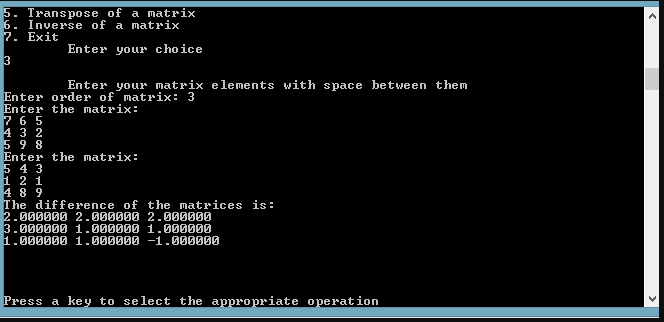 5. Transpose of a matrix
6. Inverse of a matrix
7. Exit
Enter your choice
3
Enter your matrix elements with space between them
Enter order of matrix: 3
Enter the matrix:
7 6 5
4 3 2
5 9 8
Enter the matrix:
5 4 3
1 2 1
4 8 9
The difference of the matrices is:
2.000000 2.000000 2.000000
3.000000 1.000000 1.000000
1.000000 1.000000 -1.000000
Press a key to select the appropriate operation